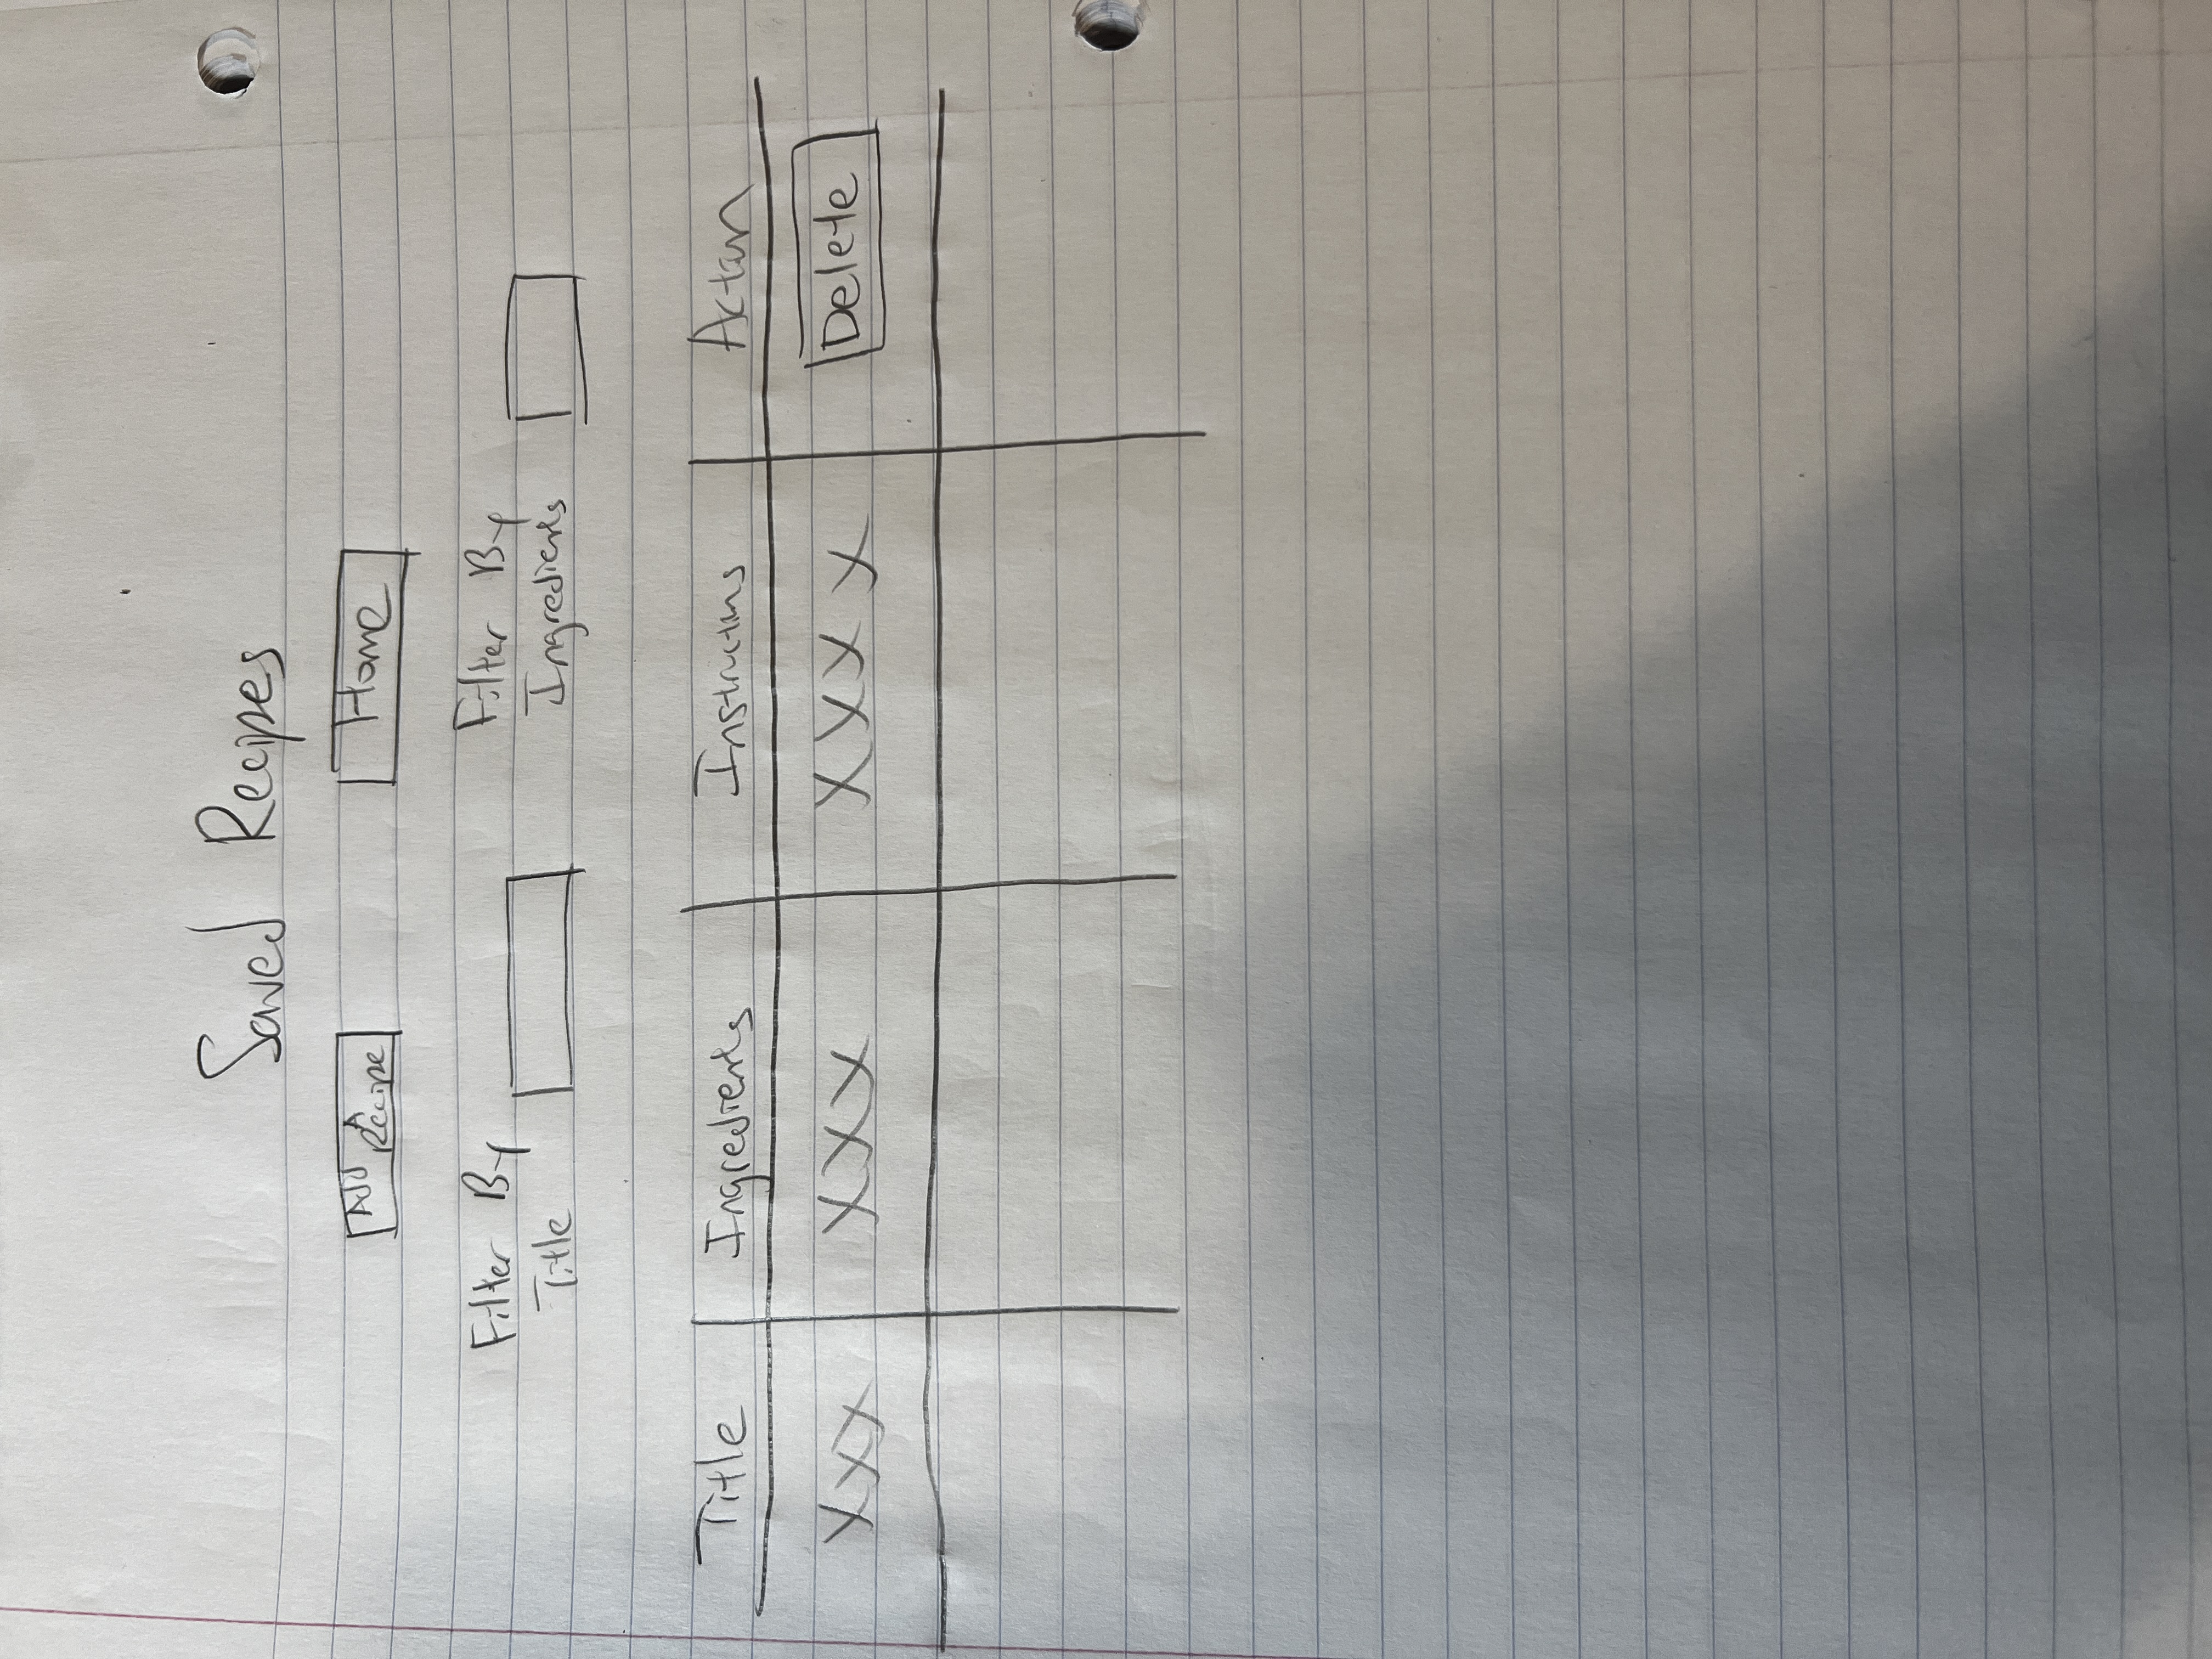 Saved Recipes
Add A
Recipe
Home
Filter By
Title
Filter By
Ingredients
Title Ingredients Instructions Action
XXX XXX XXXX Delete